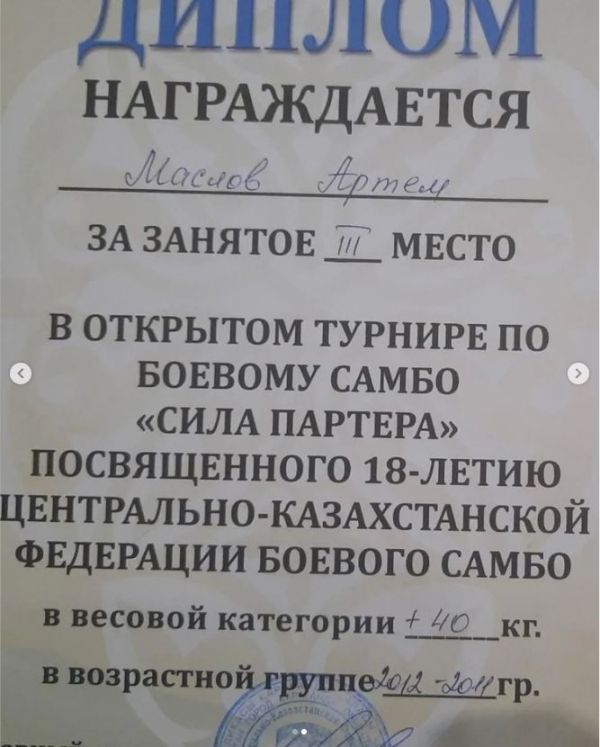 ДИПЛОМ
НАГРАЖДАЕТСЯ
Маслов Артем
ЗА ЗАНЯТОЕ III МЕСТО
В ОТКРЫТОМ ТУРНИРЕ ПО
БОЕВОМУ САМБО
«СИЛА ПАРТЕРА»
ПОСВЯЩЕННОГО 18-ЛЕТИЮ
ЦЕНТРАЛЬНО-КАЗАХСТАНСКОЙ
ФЕДЕРАЦИИ БОЕВОГО САМБО
в весовой категории + 40 кг.
в возрастной группе 2012-2011 гр.